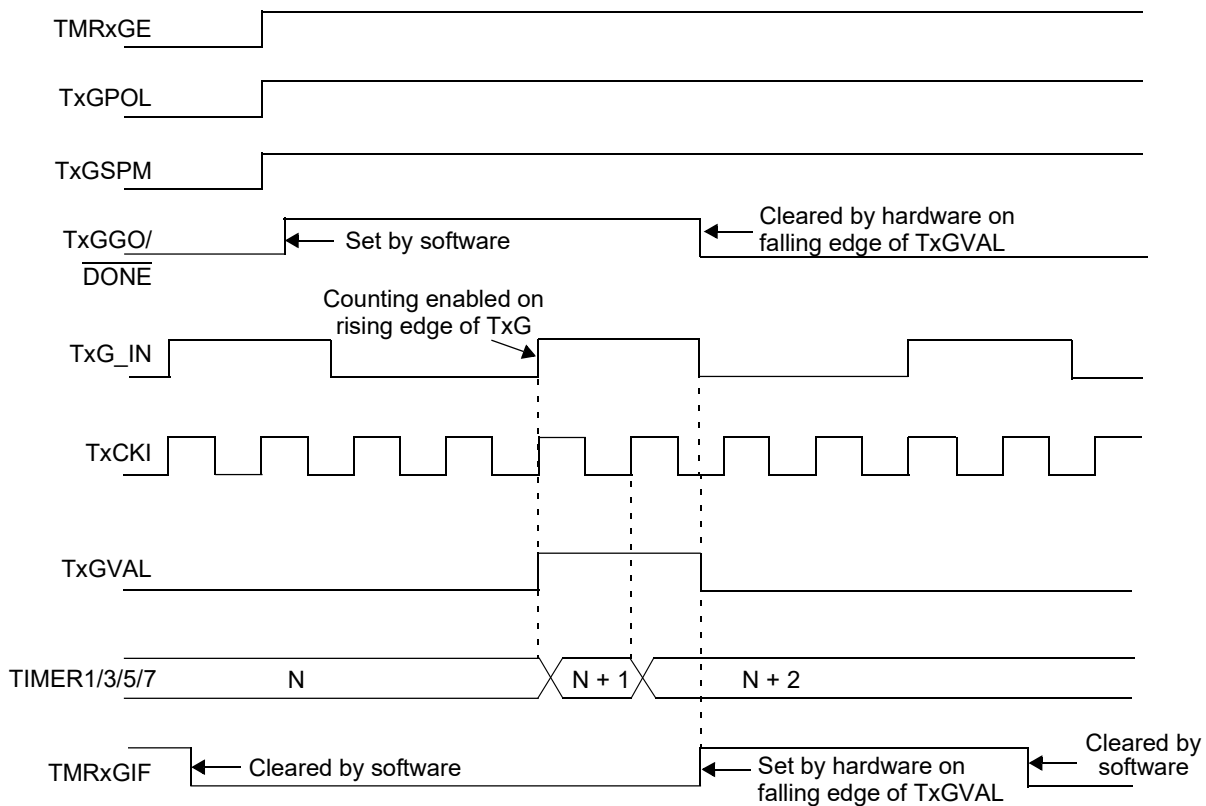 TMRxGE
TxGPOL
TxGSPM
TxGGO/
DONE
Set by software
Cleared by hardware on
falling edge of TxGVAL
Counting enabled on
rising edge of TxG
TxG_IN
TxCKI
TxGVAL
TIMER1/3/5/7
N
N + 1
N + 2
TMRxGIF
Cleared by software
Set by hardware on
falling edge of TxGVAL
Cleared by
software